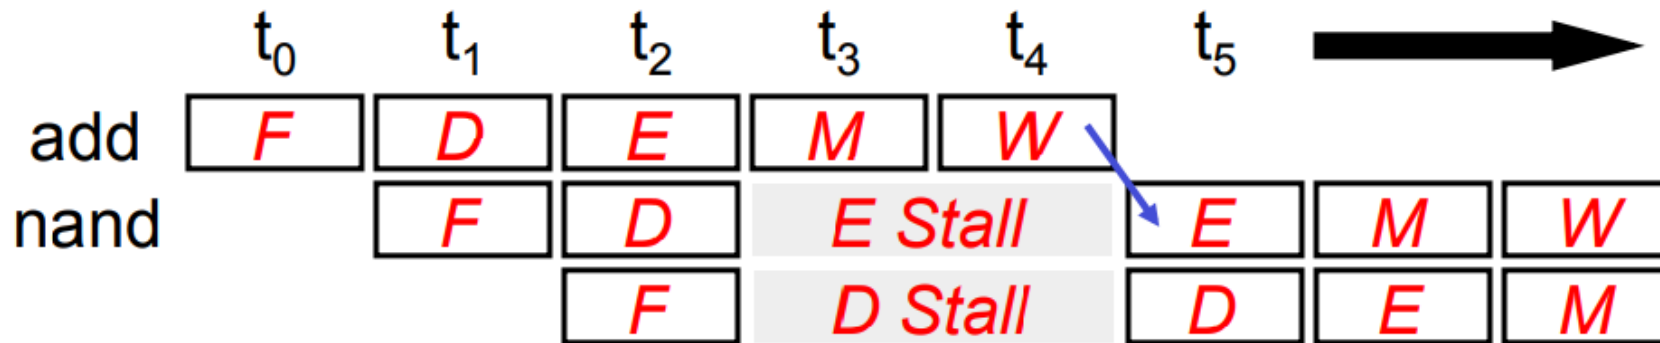 t0 t1 t2 t3 t4 t5
add F D E M W
nand F D E Stall E M W
F D Stall D E M